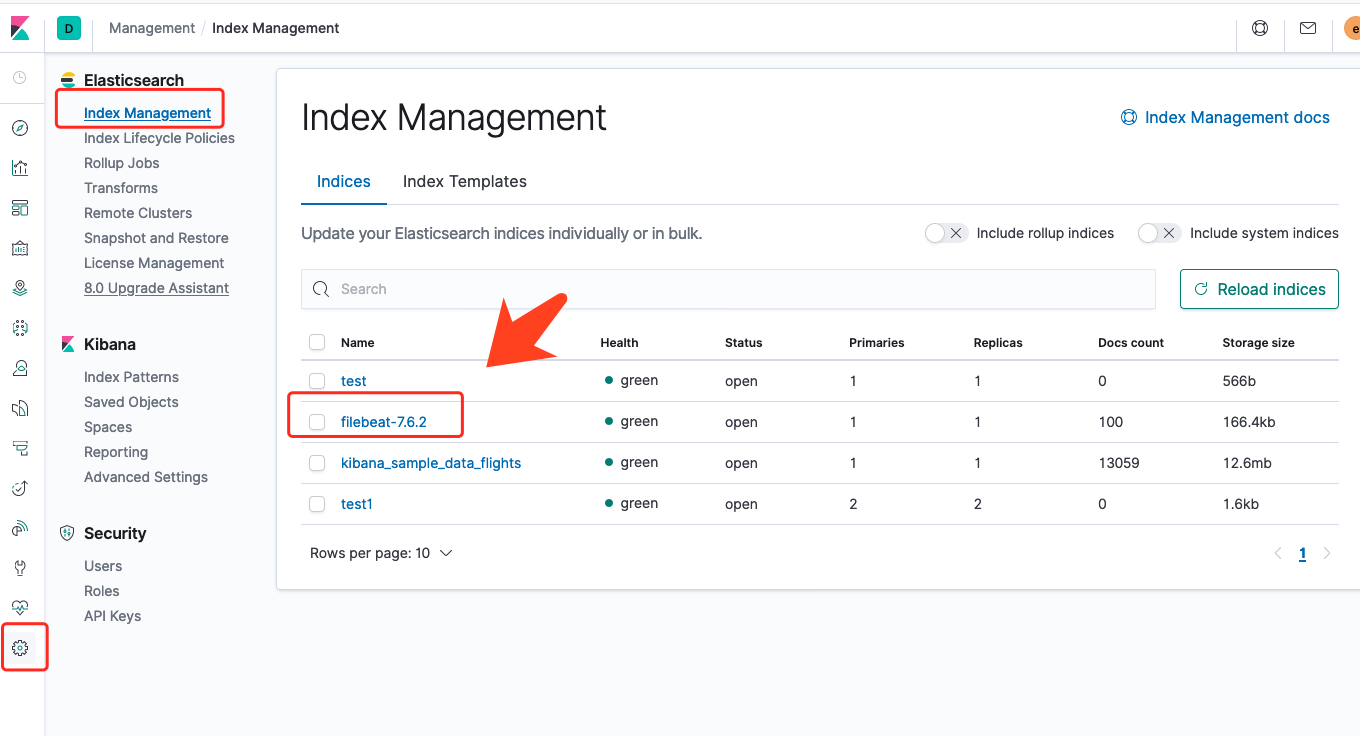 D Management / Index Management e
Elasticsearch
Index Management
Index Lifecycle Policies
Rollup Jobs
Transforms
Remote Clusters
Snapshot and Restore
License Management
8.0 Upgrade Assistant
Kibana
Index Patterns
Saved Objects
Spaces
Reporting
Advanced Settings
Security
Users
Roles
API Keys
Index Management
Index Management docs
Indices Index Templates
Update your Elasticsearch indices individually or in bulk. Include rollup indices Include system indices
Search Reload indices
Name Health Status Primaries Replicas Docs count Storage size
test green open 1 1 0 566b
filebeat-7.6.2 green open 1 1 100 166.4kb
kibana_sample_data_flights green open 1 1 13059 12.6mb
test1 green open 2 2 0 1.6kb
Rows per page: 10 1